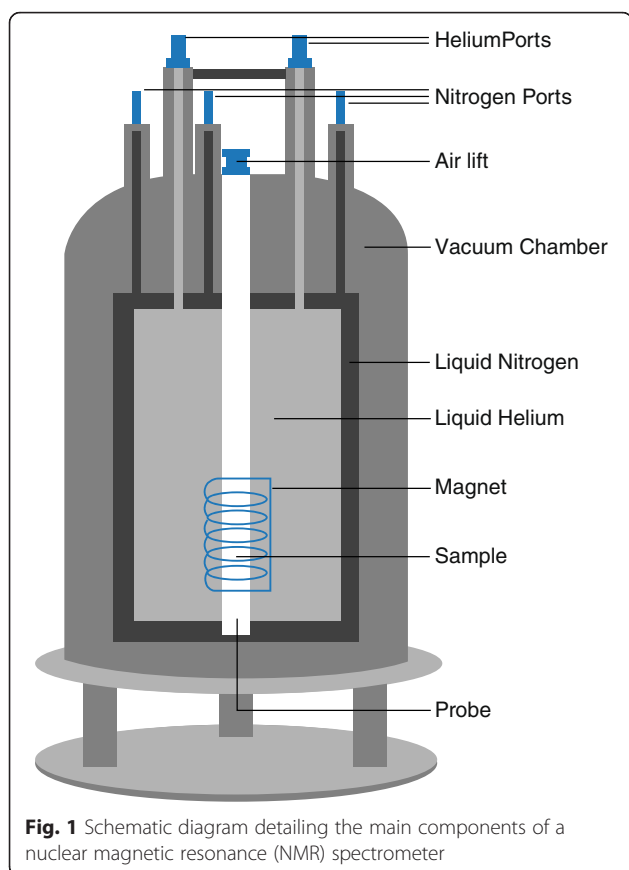 HeliumPorts
Nitrogen Ports
Air lift
Vacuum Chamber
Liquid Nitrogen
Liquid Helium
Magnet
Sample
Probe
Fig. 1 Schematic diagram detailing the main components of a
nuclear magnetic resonance (NMR) spectrometer